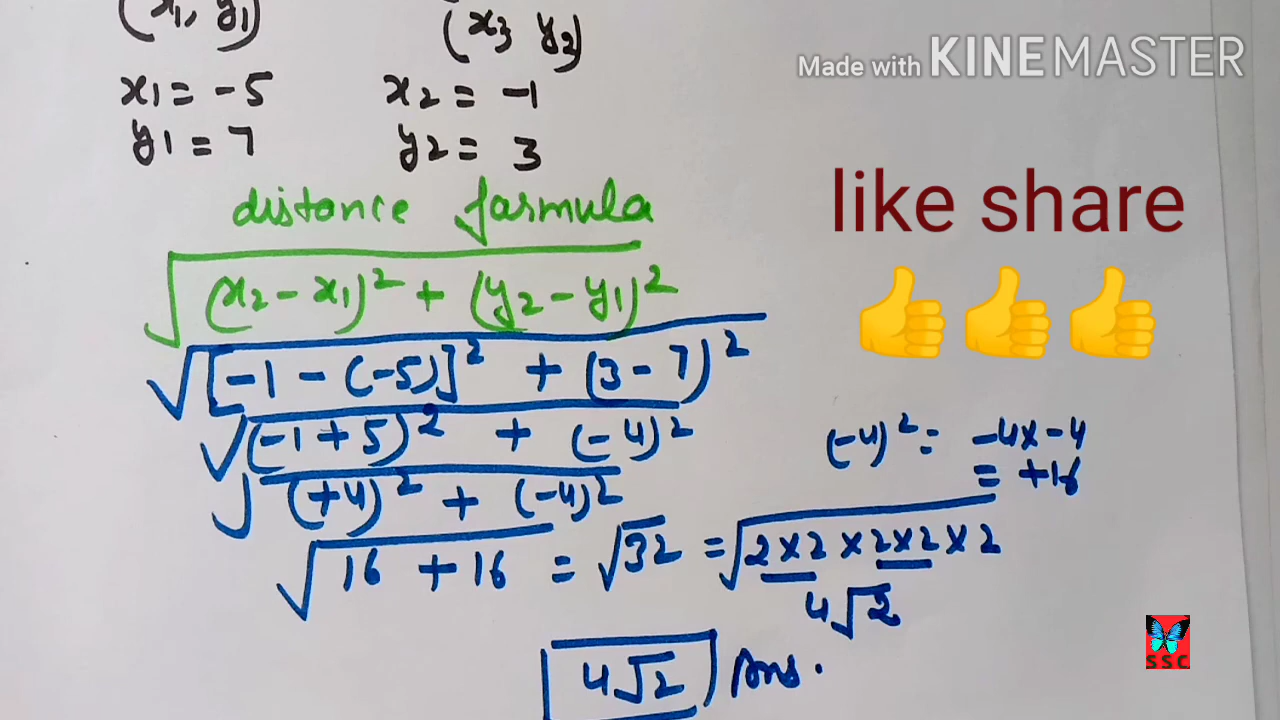 (x1, y1) (x2, y2)
Made with KINEMASTER
x1 = -5 x2 = -1
y1 = 7 y2 = 3
like share
distance formula
√(x2 - x1)² + (y2 - y1)²
√[-1 - (-5)]² + (3 - 7)²
√(-1 + 5)² + (-4)²
(-4)² = -4x-4
= +16
√(+4)² + (-4)²
√16 + 16 = √32 = √2×2×2×2×2
4√2
4√2 Ans.
SSC